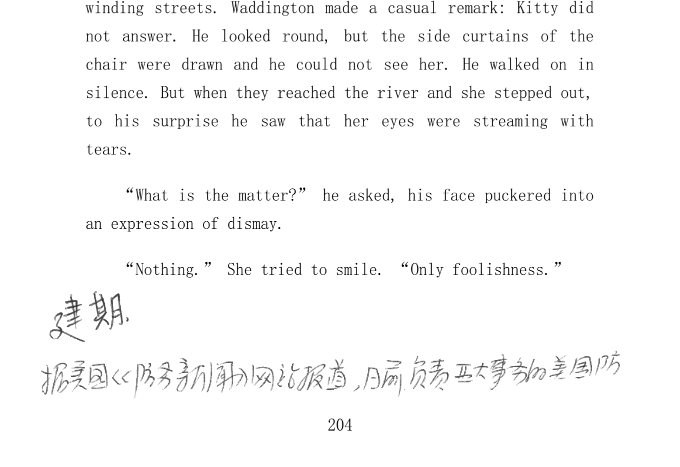 winding streets. Waddington made a casual remark: Kitty did
not answer. He looked round, but the side curtains of the
chair were drawn and he could not see her. He walked on in
silence. But when they reached the river and she stepped out,
to his surprise he saw that her eyes were streaming with
tears.
“What is the matter?” he asked, his face puckered into
an expression of dismay.
“Nothing.” She tried to smile. “Only foolishness.”
建期.
据美国《防务新闻》网站报道,日前,负责亚太事务的美国防
204